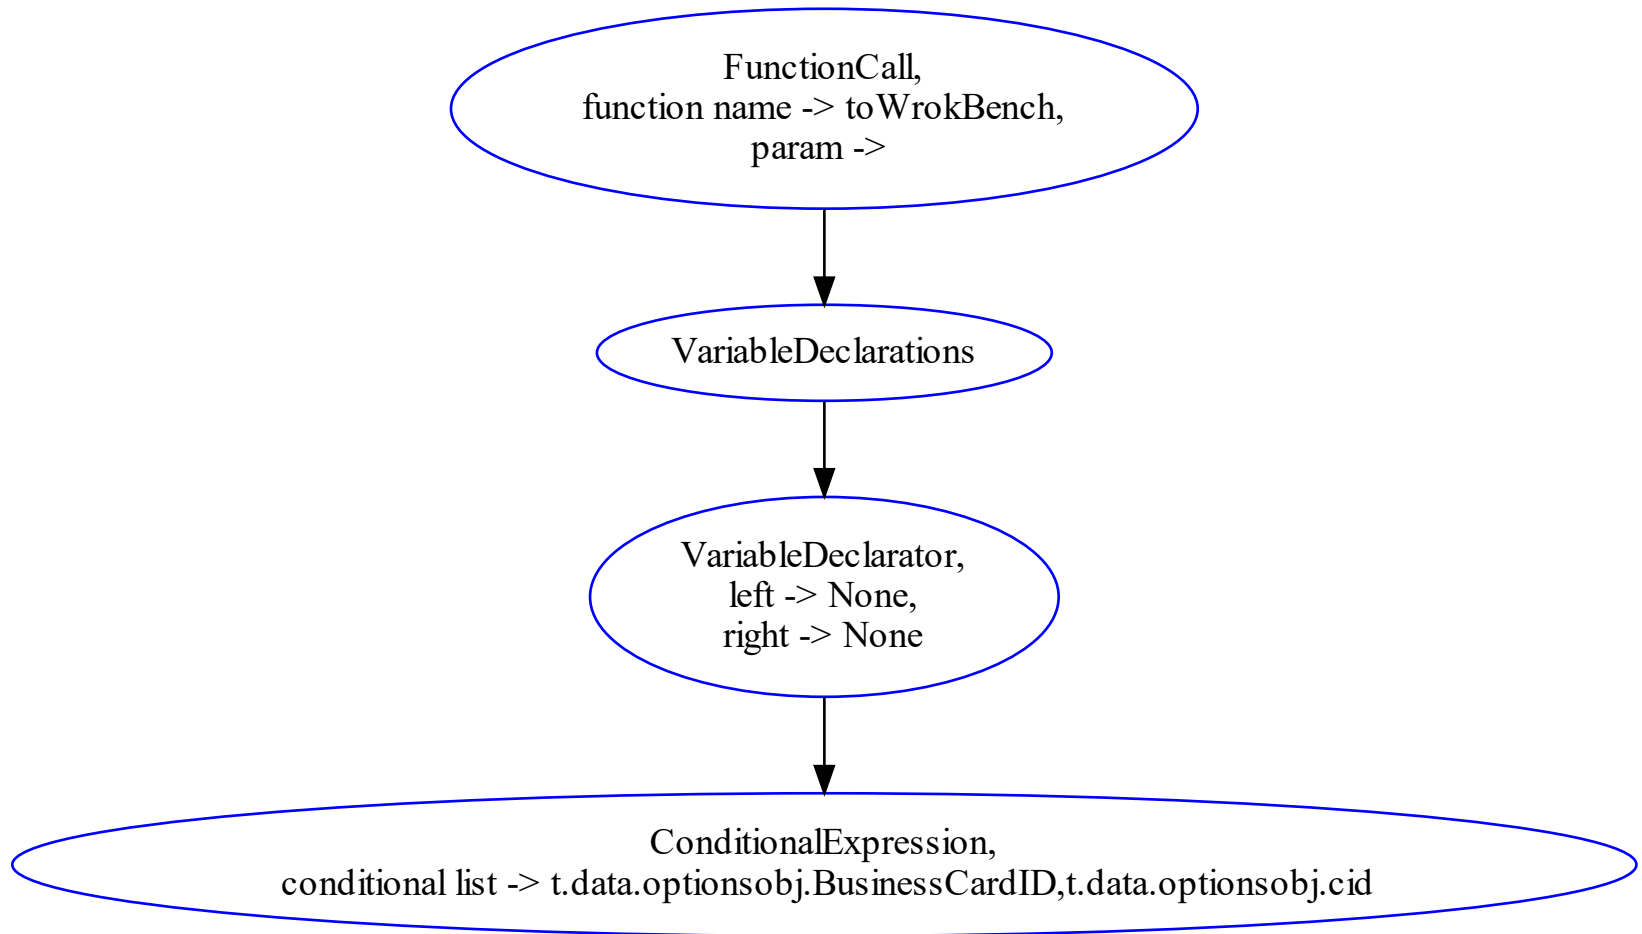 FunctionCall,
function name -> toWrokBench,
param ->
VariableDeclarations
VariableDeclarator,
left -> None,
right -> None
ConditionalExpression,
conditional list -> t.data.optionsobj.BusinessCardID,t.data.optionsobj.cid